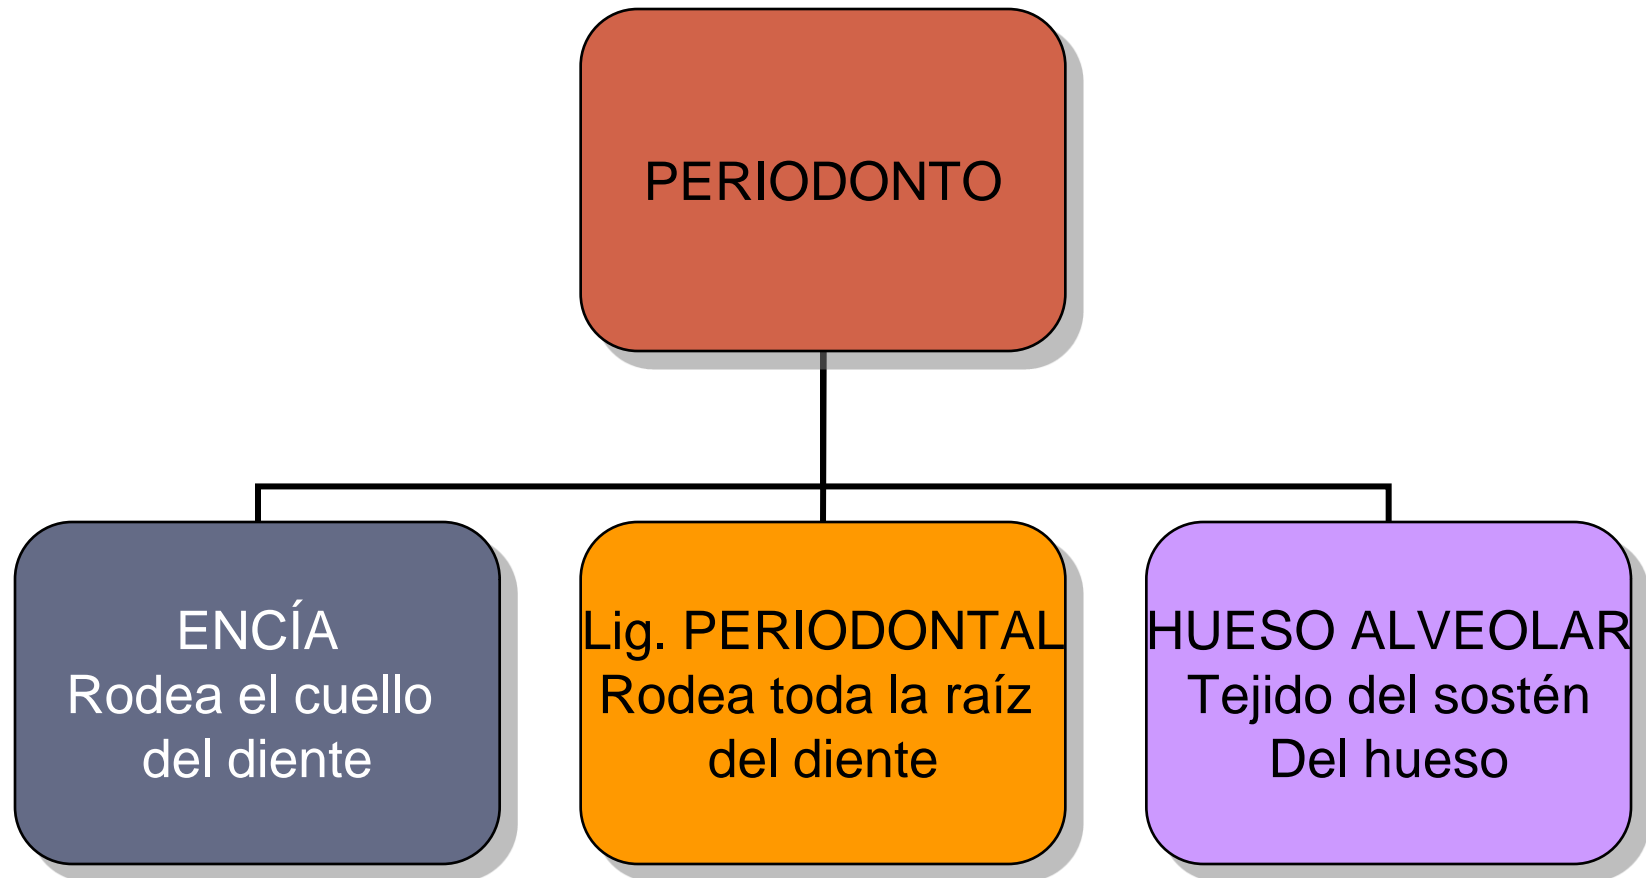 PERIODONTO
ENCÍA
Rodea el cuello
del diente
Lig. PERIODONTAL
Rodea toda la raíz
del diente
HUESO ALVEOLAR
Tejido del sostén
Del hueso